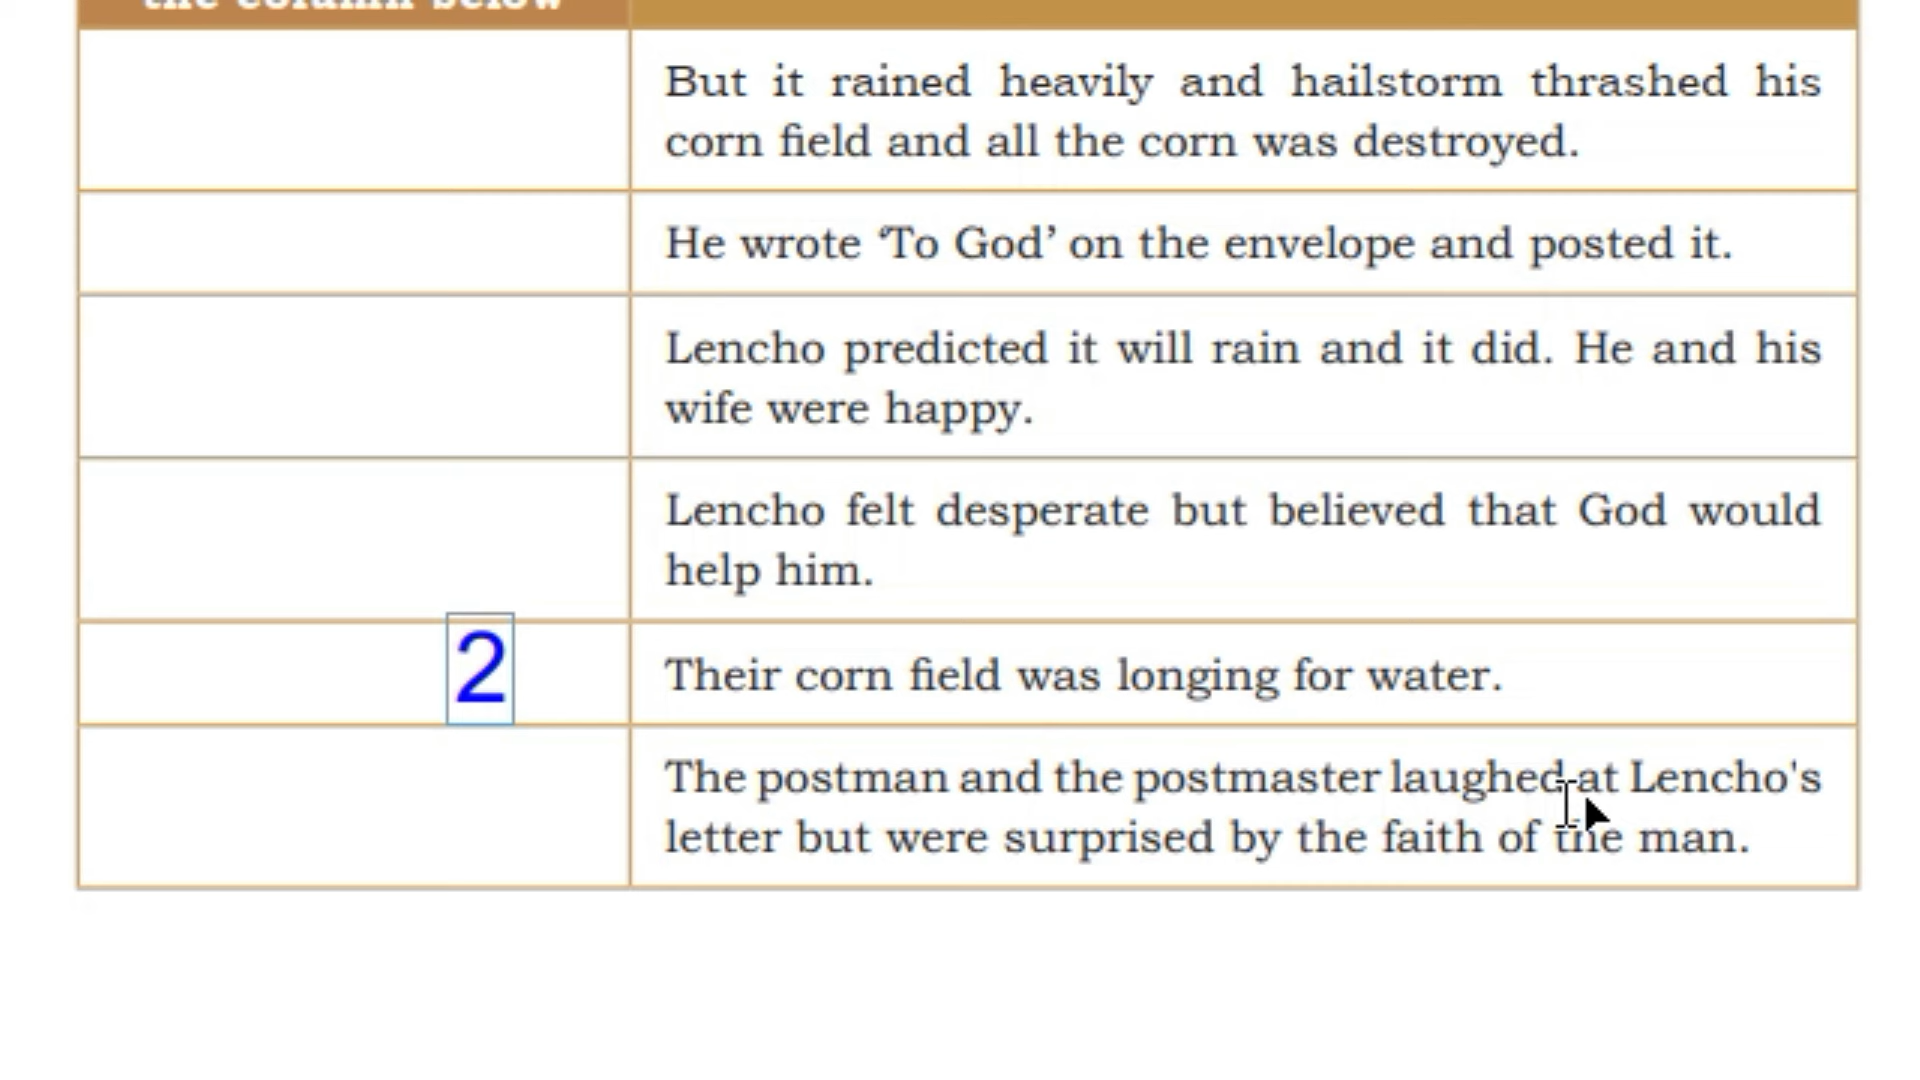 the column below
But it rained heavily and hailstorm thrashed his
corn field and all the corn was destroyed.
He wrote ‘To God’ on the envelope and posted it.
Lencho predicted it will rain and it did. He and his
wife were happy.
Lencho felt desperate but believed that God would
help him.
2
Their corn field was longing for water.
The postman and the postmaster laughed at Lencho's
letter but were surprised by the faith of the man.